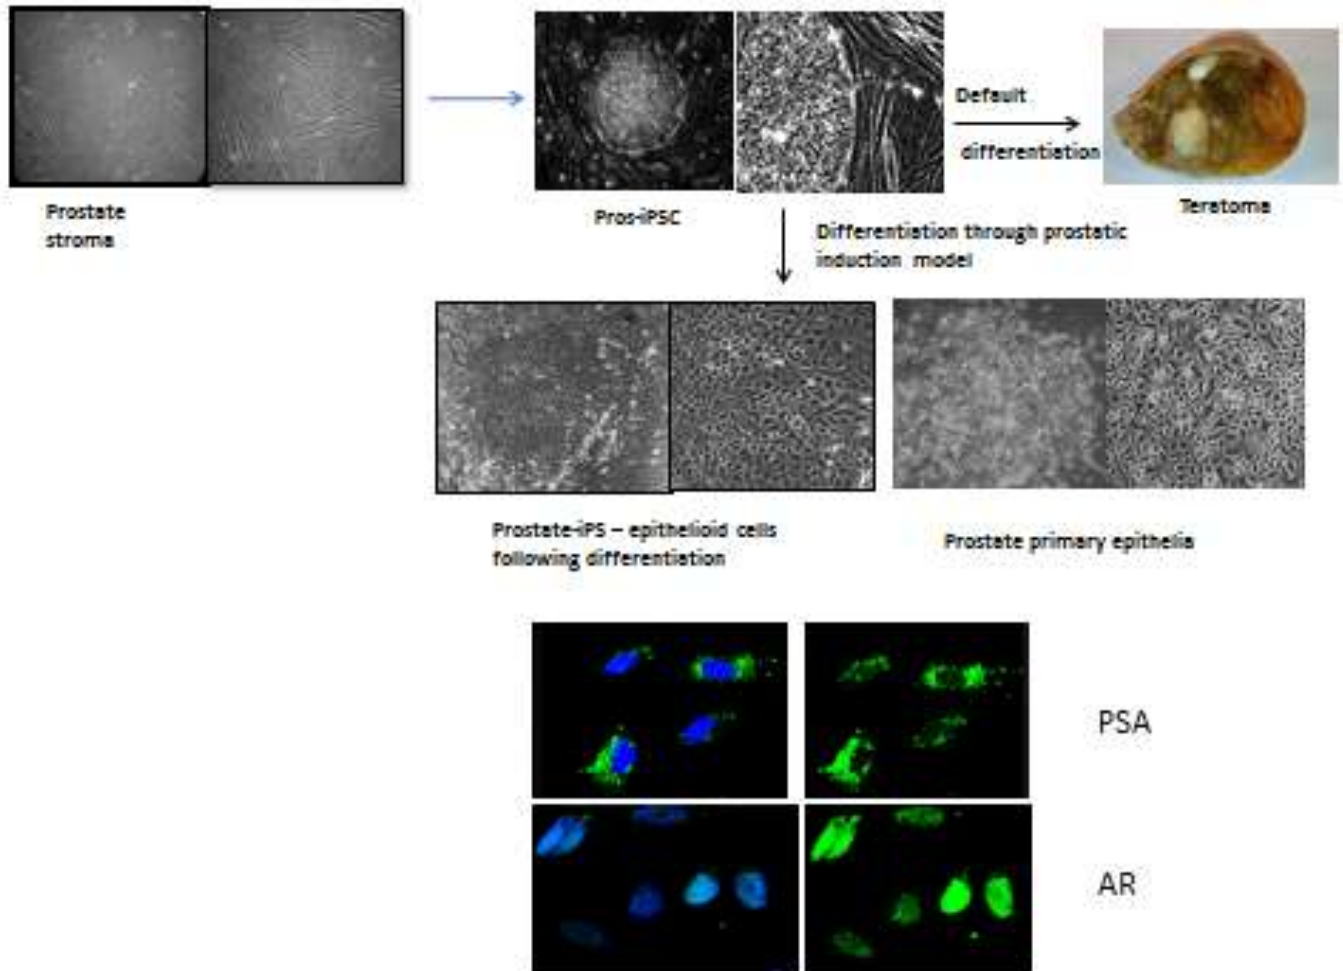 Prostate
stroma
Pros-iPSC
Default
differentiation
Teratoma
Differentiation through prostatic
induction model
Prostate-iPS – epithelioid cells
following differentiation
Prostate primary epithelia
PSA
AR